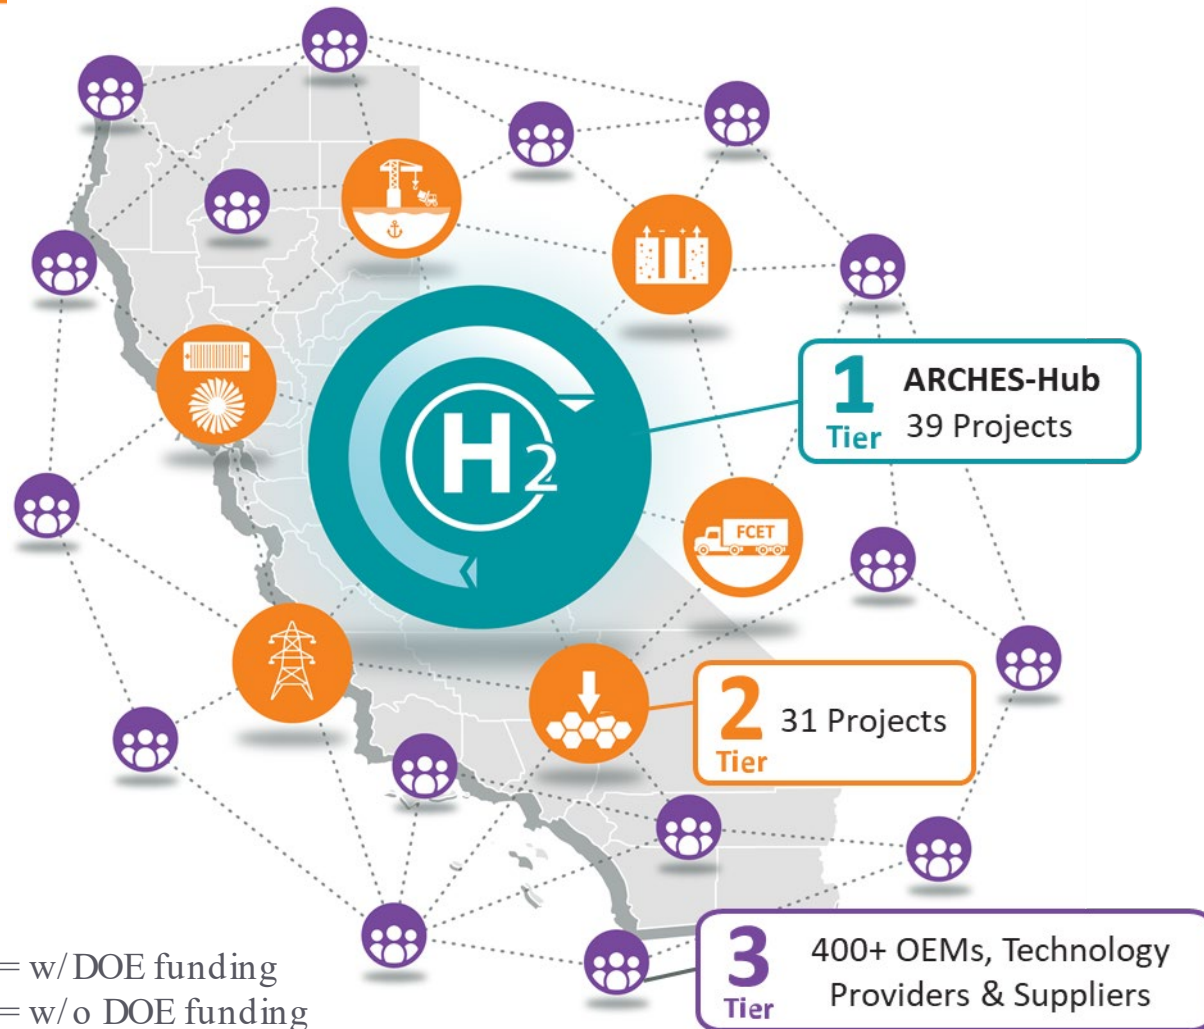 H2
1
Tier
ARCHES-Hub
39 Projects
FCET
2
Tier
31 Projects
3
Tier
400+ OEMs, Technology
Providers & Suppliers
= w/ DOE funding
= w/o DOE funding